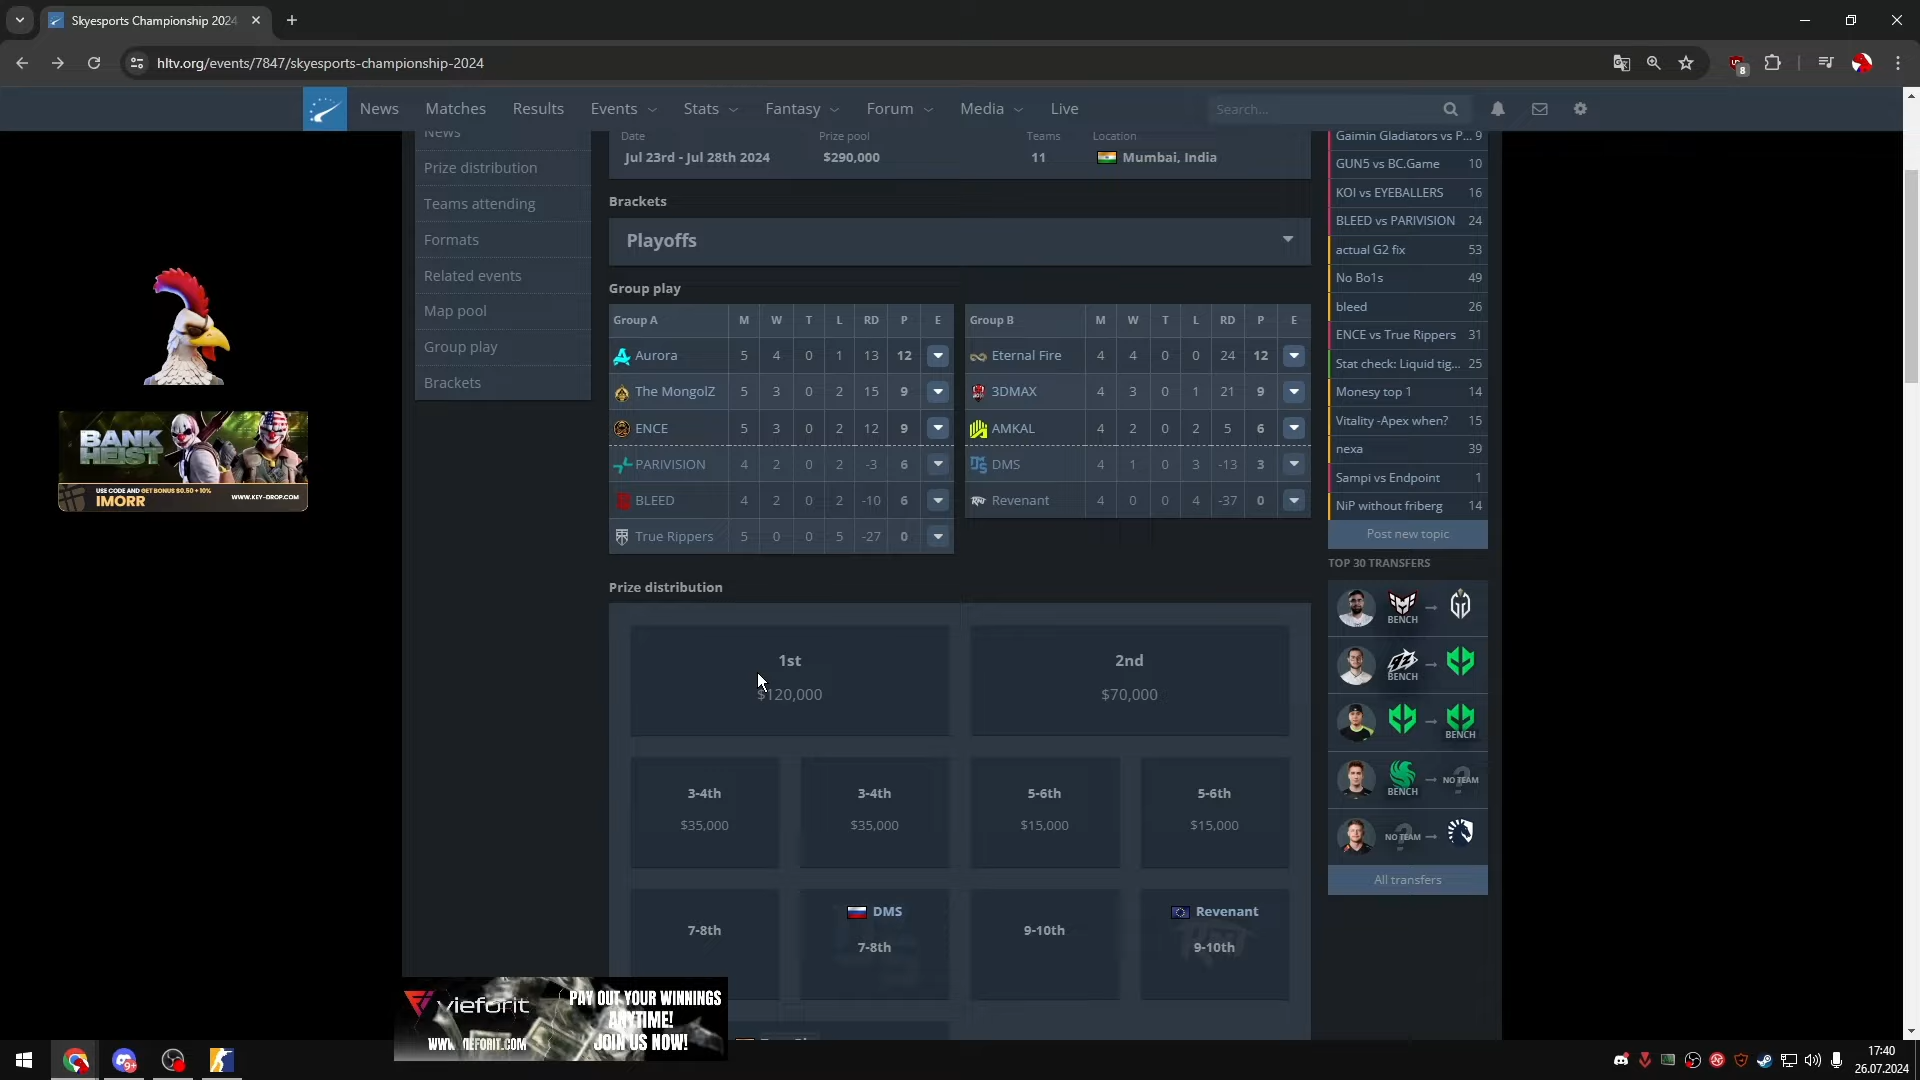 Skyesports Championship 2024
hltv.org/events/7847/skyesports-championship-2024
8
News
Matches
Results
Events
Stats
Fantasy
Forum
Media
Live
Search...
News
Prize distribution
Teams attending
Formats
Related events
Map pool
Group play
Brackets
Date
Prize pool
Teams
Location
Jul 23rd - Jul 28th 2024
$290,000
11
Mumbai, India
Brackets
Playoffs
Group play
Group A M W T L RD P E
Aurora 5 4 0 1 13 12
The MongolZ 5 3 0 2 15 9
ENCE 5 3 0 2 12 9
PARIVISION 4 2 0 2 -3 6
BLEED 4 2 0 2 -10 6
True Rippers 5 0 0 5 -27 0
Group B M W T L RD P E
Eternal Fire 4 4 0 0 24 12
3DMAX 4 3 0 1 21 9
AMKAL 4 2 0 2 5 6
DMS 4 1 0 3 -13 3
Revenant 4 0 0 4 -37 0
Prize distribution
1st
$120,000
2nd
$70,000
3-4th
$35,000
3-4th
$35,000
5-6th
$15,000
5-6th
$15,000
7-8th
DMS
7-8th
9-10th
Revenant
9-10th
Gaimin Gladiators vs P... 9
GUN5 vs BC.Game 10
KOI vs EYEBALLERS 16
BLEED vs PARIVISION 24
actual G2 fix 53
No Bo1s 49
bleed 26
ENCE vs True Rippers 31
Stat check: Liquid tig... 25
Monesy top 1 14
Vitality -Apex when? 15
nexa 39
Sampi vs Endpoint 1
NiP without friberg 14
Post new topic
TOP 30 TRANSFERS
BENCH
BENCH
BENCH
BENCH
NO TEAM
NO TEAM
All transfers
BANK
HEIST
USE CODE AND GET BONUS $0.50 + 10%
IMORR
WWW.KEY-DROP.COM
vieforit
PAY OUT YOUR WINNINGS
ANYTIME!
JOIN US NOW!
9+
17:40
26.07.2024